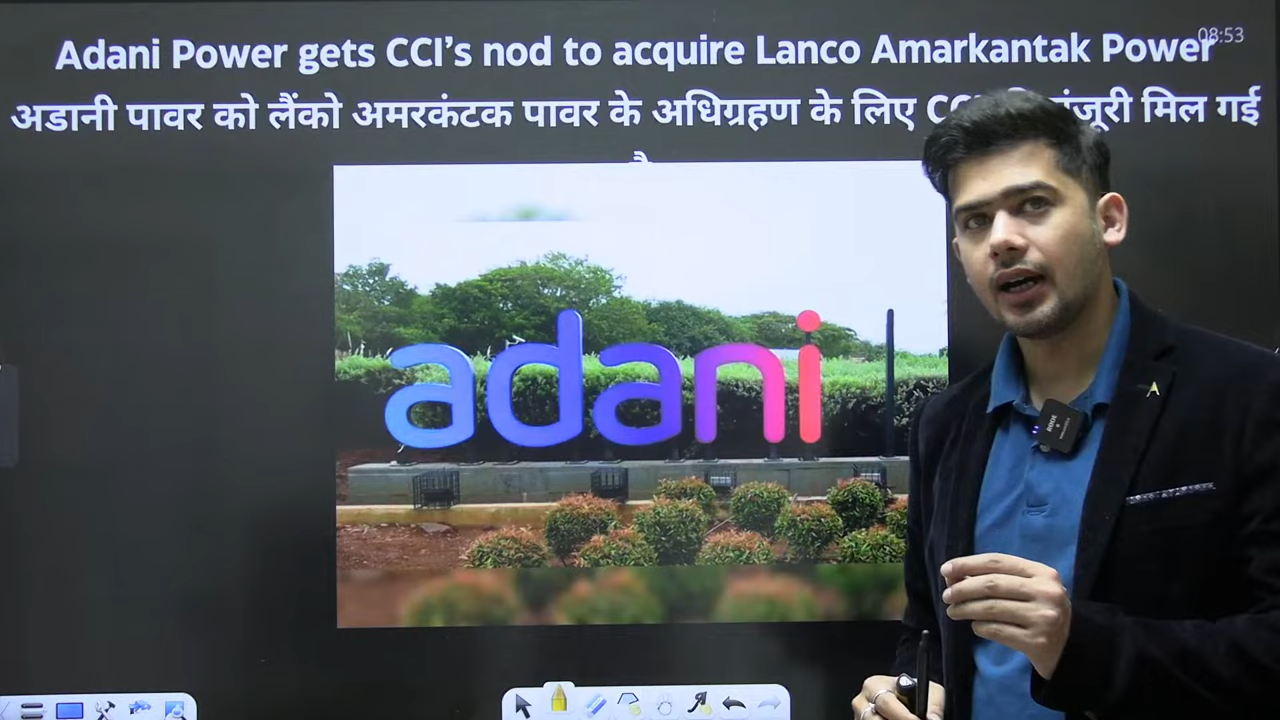 Adani Power gets CCI's nod to acquire Lanco Amarkantak Power
08:53
अडानी पावर को लैंको अमरकंटक पावर के अधिग्रहण के लिए मिल गई
adani
RODE